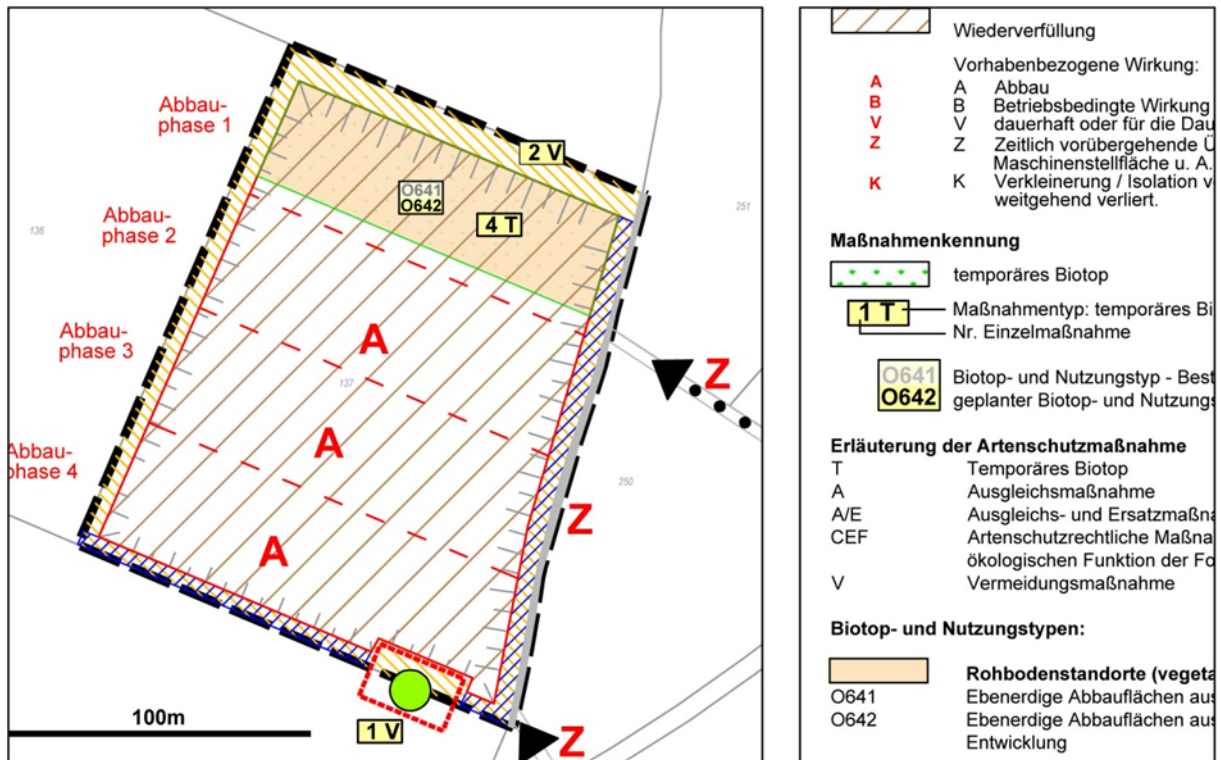 Abbau-
phase 1
2 V
O641
O642
4 T
251
Abbau-
phase 2
136
A
Abbau-
phase 3
137
Z
A
Abbau-
phase 4
250
Z
A
100m
1 V
Z
Wiederverfüllung
Vorhabenbezogene Wirkung:
A A Abbau
B B Betriebsbedingte Wirkung
V V dauerhaft oder für die Dau
Z Z Zeitlich vorübergehende Ü
Maschinenstellfläche u. A.
K K Verkleinerung / Isolation v
weitgehend verliert.
Maßnahmenkennung
temporäres Biotop
1 T Maßnahmentyp: temporäres Bi
Nr. Einzelmaßnahme
O641 Biotop- und Nutzungstyp - Best
O642 geplanter Biotop- und Nutzungs
Erläuterung der Artenschutzmaßnahme
T Temporäres Biotop
A Ausgleichsmaßnahme
A/E Ausgleichs- und Ersatzmaßna
CEF Artenschutzrechtliche Maßna
ökologischen Funktion der Fo
V Vermeidungsmaßnahme
Biotop- und Nutzungstypen:
Rohbodenstandorte (vegeta
O641 Ebenerdige Abbauflächen aus
O642 Ebenerdige Abbauflächen aus
Entwicklung